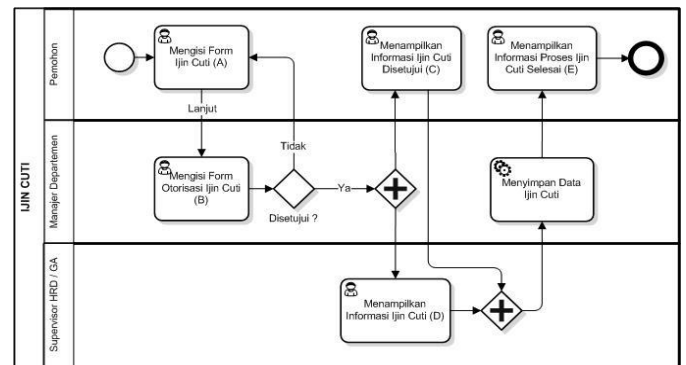 IJIN CUTI
Pemohon
Mengisi Form
Ijin Cuti (A)
Menampilkan
Informasi Ijin Cuti
Disetujui (C)
Menampilkan
Informasi Proses Ijin
Cuti Selesai (E)
Lanjut
Manajer Departemen
Mengisi Form
Otorisasi Ijin Cuti
(B)
Tidak
Disetujui ?
Ya
Menyimpan Data
Ijin Cuti
Supervisor HRD / GA
Menampilkan
Informasi Ijin Cuti (D)